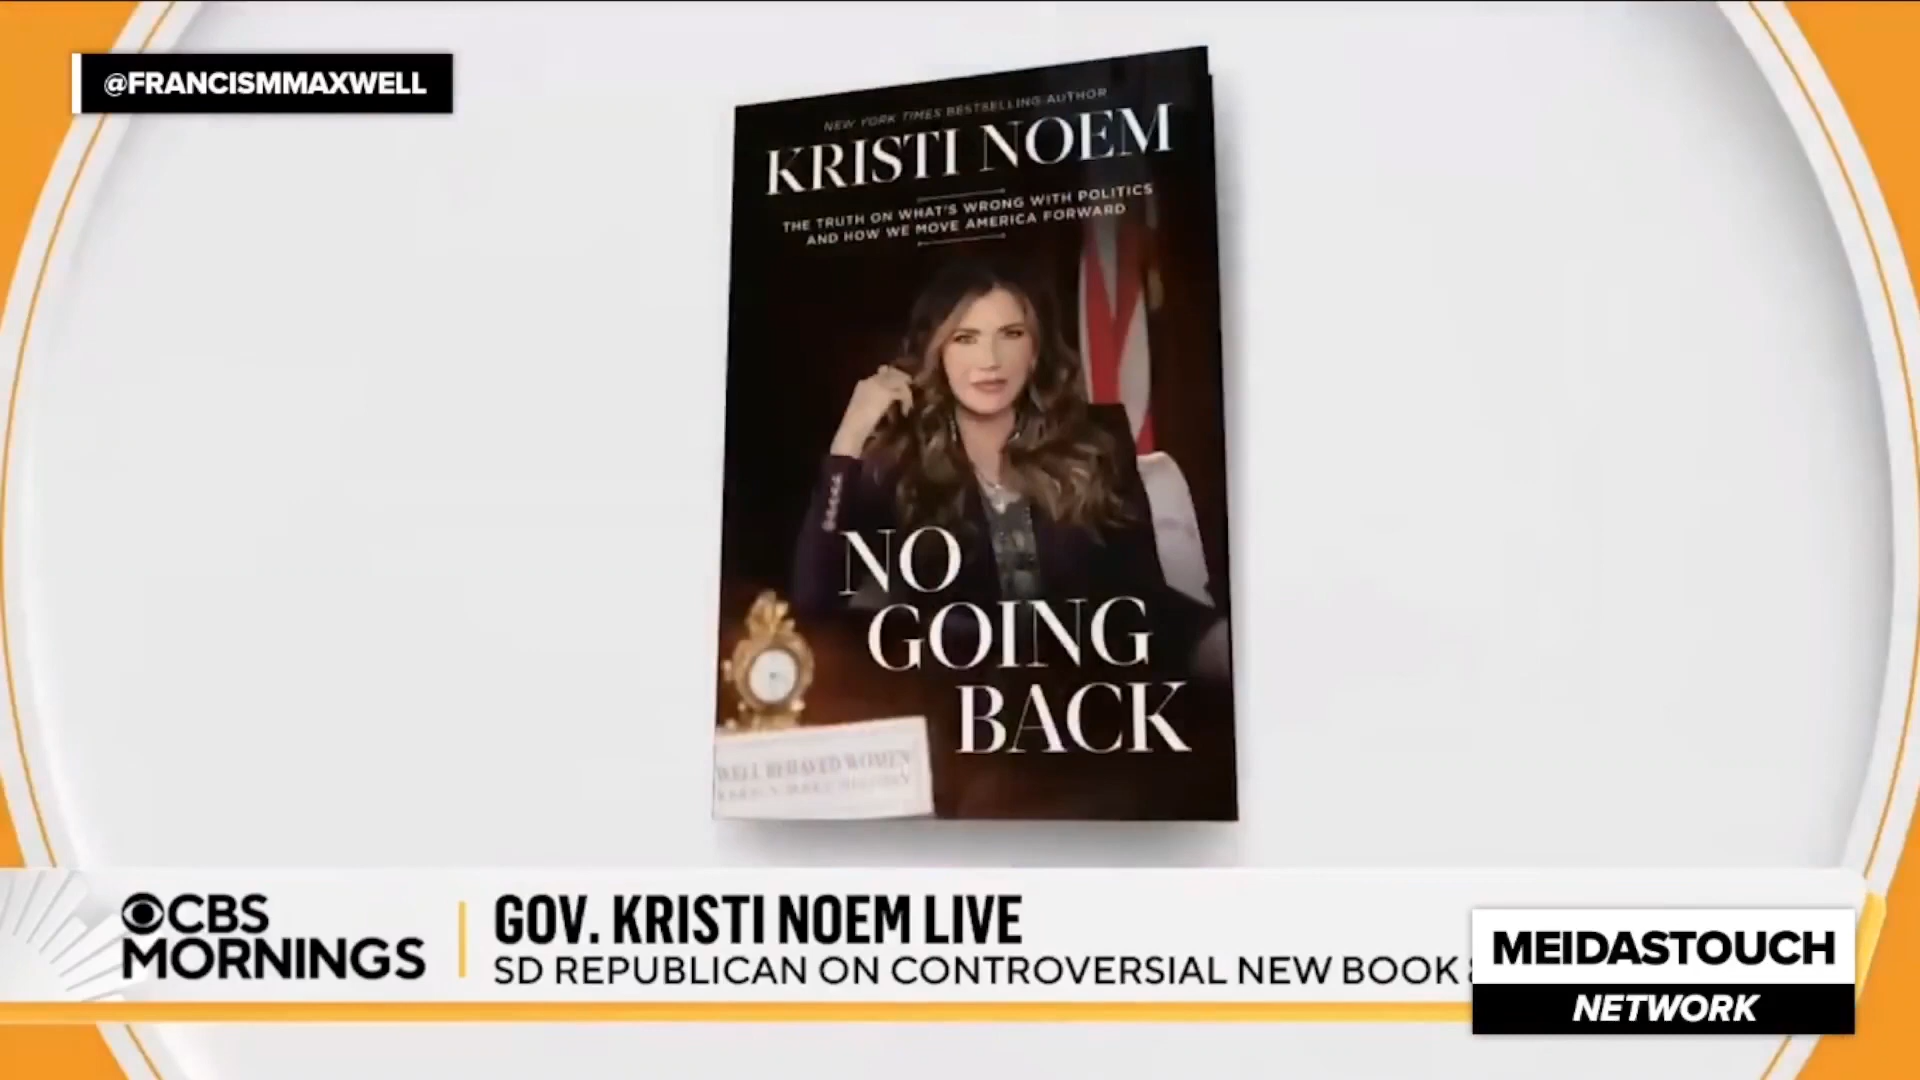 @FRANCISMMAXWELL
NEW YORK TIMES BESTSELLING AUTHOR
KRISTI NOEM
THE TRUTH ON WHAT'S WRONG WITH POLITICS
AND HOW WE MOVE AMERICA FORWARD
NO
GOING
BACK
WELL BEHAVED WOMEN
CBS
MORNINGS
GOV. KRISTI NOEM LIVE
SD REPUBLICAN ON CONTROVERSIAL NEW BOOK
MEIDASTOUCH
NETWORK